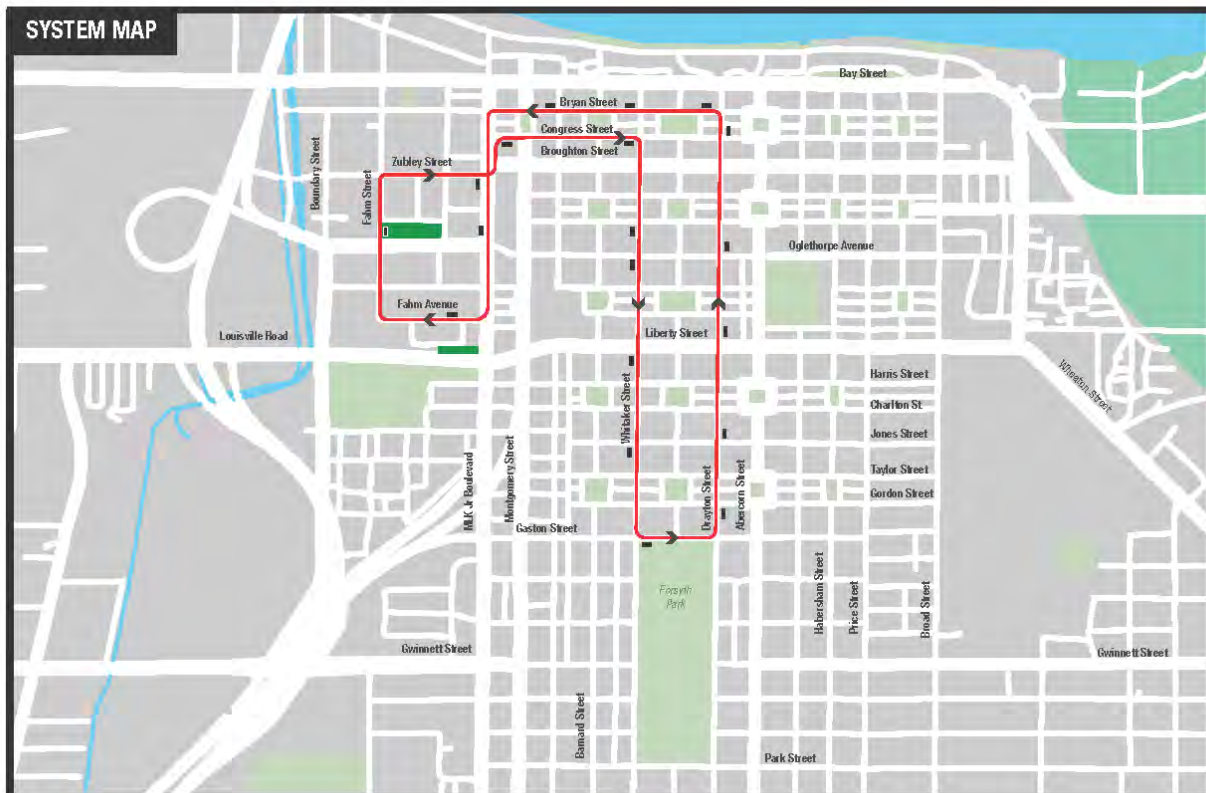 SYSTEM MAP
Bay Street
Bryan Street
Congress Street
Broughton Street
Zubley Street
Boundary Street
Fahm Street
Oglethorpe Avenue
Fahm Avenue
Louisville Road
Liberty Street
Harris Street
Wheaton Street
Charlton St.
Whitaker Street
Jones Street
MLK Jr Boulevard
Montgomery Street
Taylor Street
Drayton Street
Abercorn Street
Gordon Street
Gaston Street
Forsyth
Park
Habersham Street
Price Street
Broad Street
Gwinnett Street
Gwinnett Street
Barnard Street
Park Street